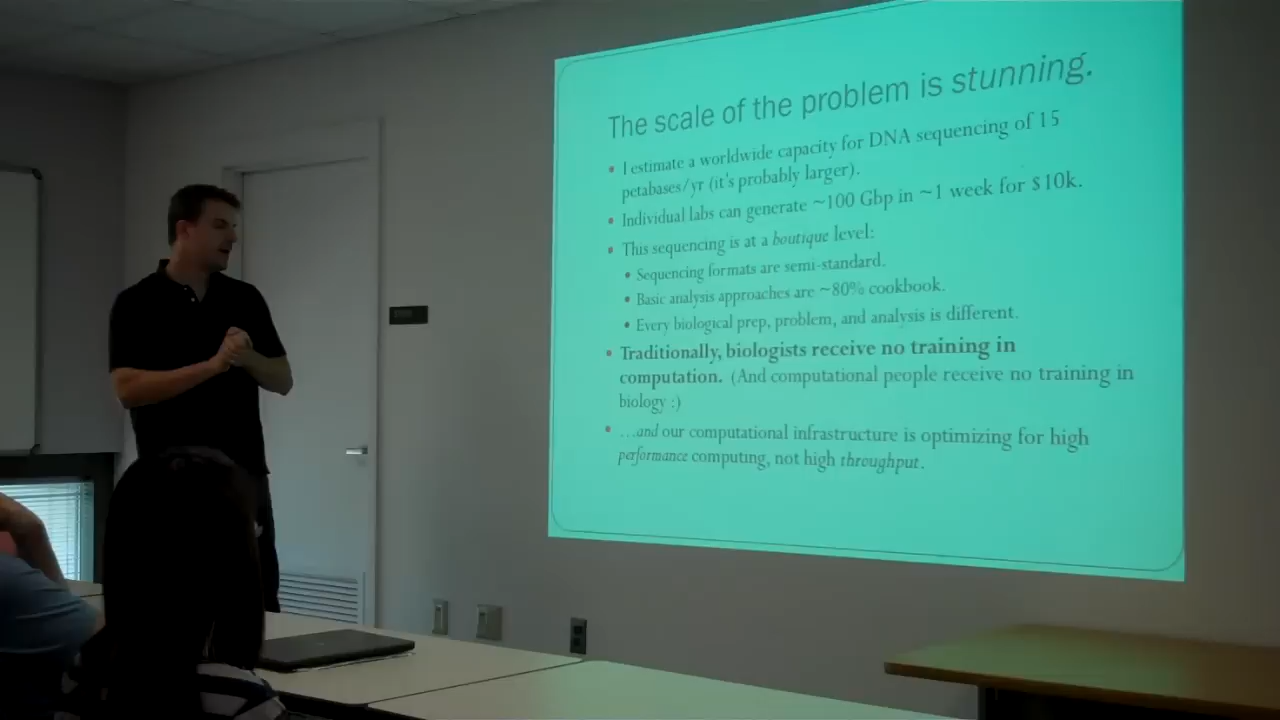 The scale of the problem is stunning.
• I estimate a worldwide capacity for DNA sequencing of 15
petabases/yr (it's probably larger).
• Individual labs can generate ~100 Gbp in ~1 week for $10k.
• This sequencing is at a boutique level:
• Sequencing formats are semi-standard.
• Basic analysis approaches are ~80% cookbook.
• Every biological prep, problem, and analysis is different.
• Traditionally, biologists receive no training in
computation. (And computational people receive no training in
biology :)
• …and our computational infrastructure is optimizing for high
performance computing, not high throughput.